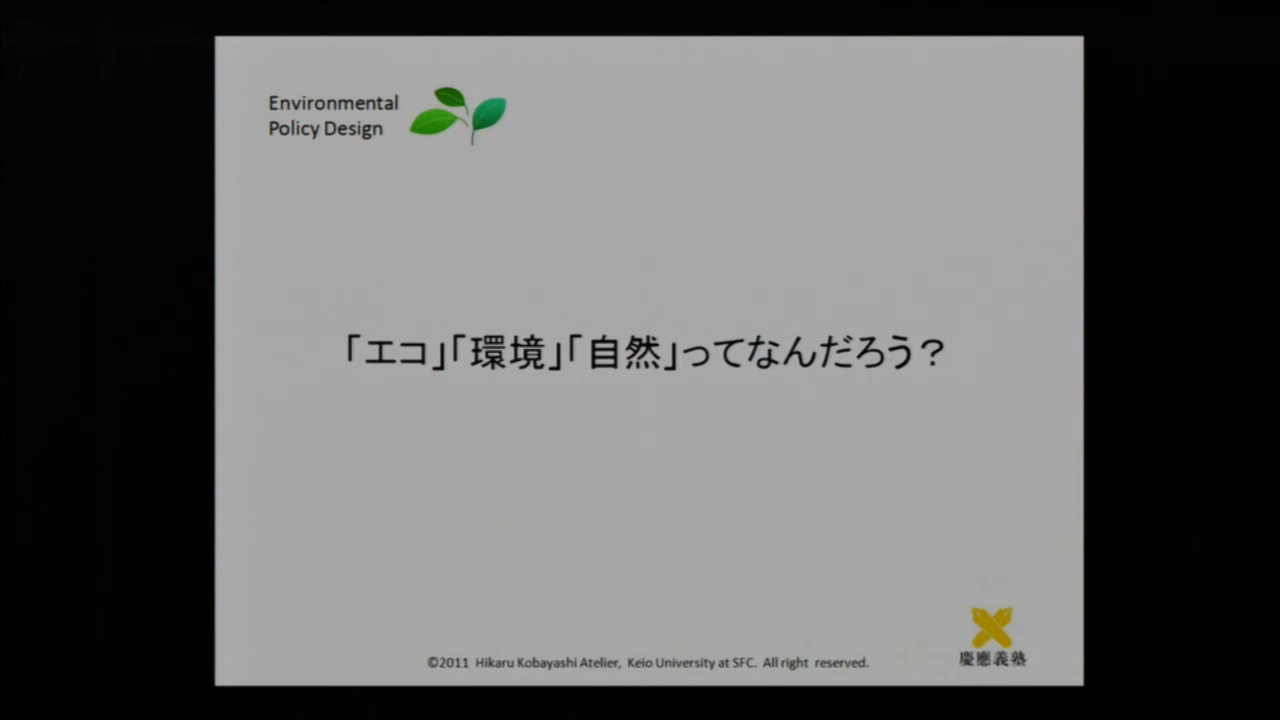 Environmental
Policy Design
「エコ」「環境」「自然」ってなんだろう？
©2011 Hikaru Kobayashi Atelier, Keio University at SFC. All right reserved.
慶應義塾